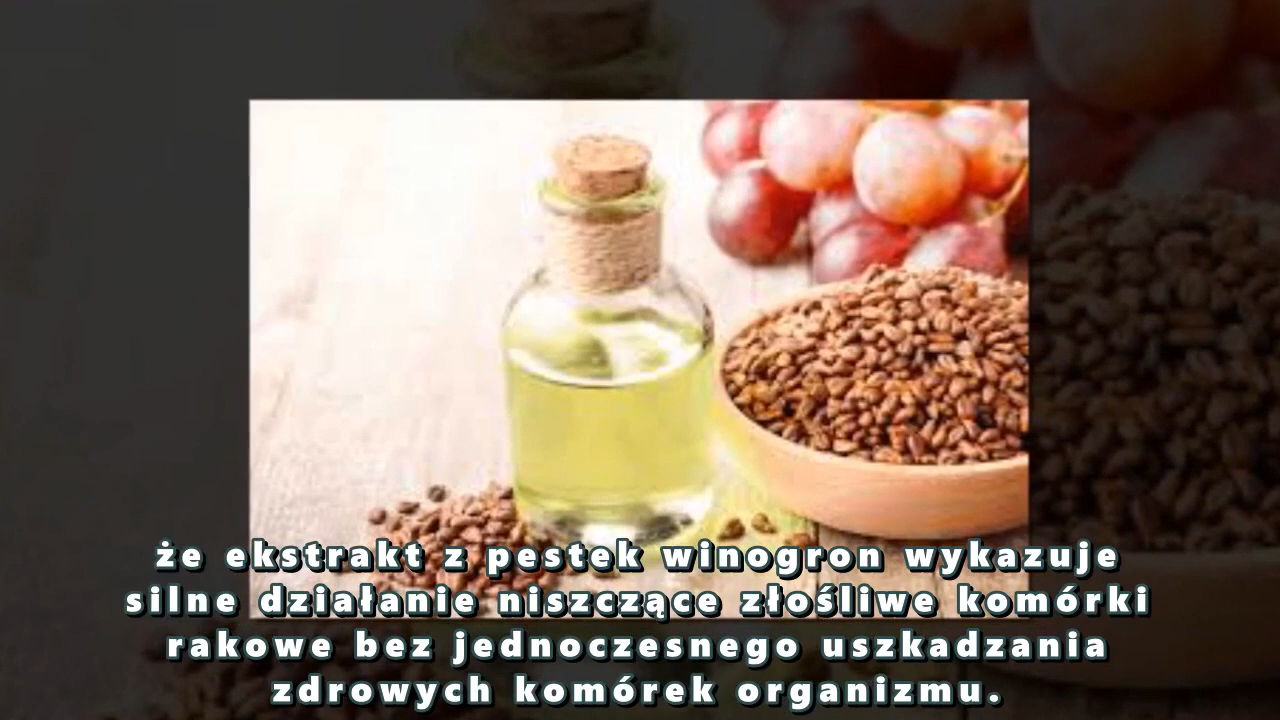 że ekstrakt z pestek winogron wykazuje
silne działanie niszczące złośliwe komórki
rakowe bez jednoczesnego uszkadzania
zdrowych komórek organizmu.